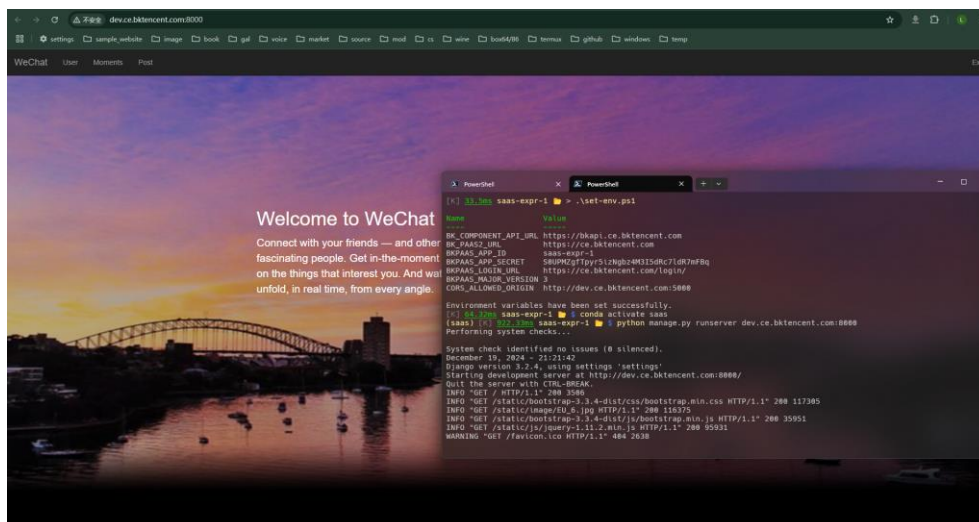 不安全 dev.ce.bktencent.com:8000
settings sample_website image book gal voice market source mod cs wine box64/86 termux github windows temp
WeChat User Moments Post
Welcome to WeChat
Connect with your friends — and other
fascinating people. Get in-the-moment
on the things that interest you. And wat
unfold, in real time, from every angle.
PowerShell PowerShell
[K] 33.5ms saas-expr-1 > .\set-env.ps1
Name Value
---- -----
BK_COMPONENT_API_URL https://bkapi.ce.bktencent.com
BK_PAAS2_URL https://ce.bktencent.com
BKPAAS_APP_ID saas-expr-1
BKPAAS_APP_SECRET
BKPAAS_LOGIN_URL https://ce.bktencent.com/login/
BKPAAS_MAJOR_VERSION 3
CORS_ALLOWED_ORIGIN http://dev.ce.bktencent.com:5000
Environment variables have been set successfully.
[K] 64.32ms saas-expr-1 $ conda activate saas
(saas) [K] 922.33ms saas-expr-1 $ python manage.py runserver dev.ce.bktencent.com:8000
Performing system checks...
System check identified no issues (0 silenced).
December 19, 2024 - 21:21:42
Django version 3.2.4, using settings 'settings'
Starting development server at http://dev.ce.bktencent.com:8000/
Quit the server with CTRL-BREAK.
INFO "GET / HTTP/1.1" 200 3506
INFO "GET /static/bootstrap-3.3.4-dist/css/bootstrap.min.css HTTP/1.1" 200 117305
INFO "GET /static/image/EU_6.jpg HTTP/1.1" 200 116375
INFO "GET /static/bootstrap-3.3.4-dist/js/bootstrap.min.js HTTP/1.1" 200 35951
INFO "GET /static/js/jquery-1.11.2.min.js HTTP/1.1" 200 95931
WARNING "GET /favicon.ico HTTP/1.1" 404 2638